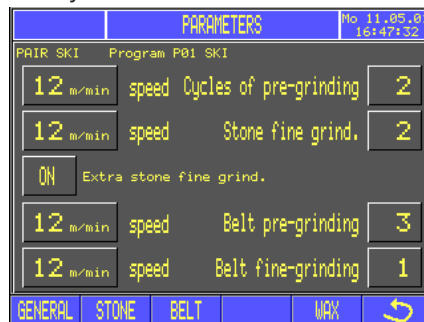 PARAMETERS
Mo 11.05.0
16:47:32
PAIR SKI Program P01 SKI
12 m/min speed Cycles of pre-grinding 2
12 m/min speed Stone fine grind. 2
ON Extra stone fine grind.
12 m/min speed Belt pre-grinding 3
12 m/min speed Belt fine-grinding 1
GENERAL STONE BELT WAX